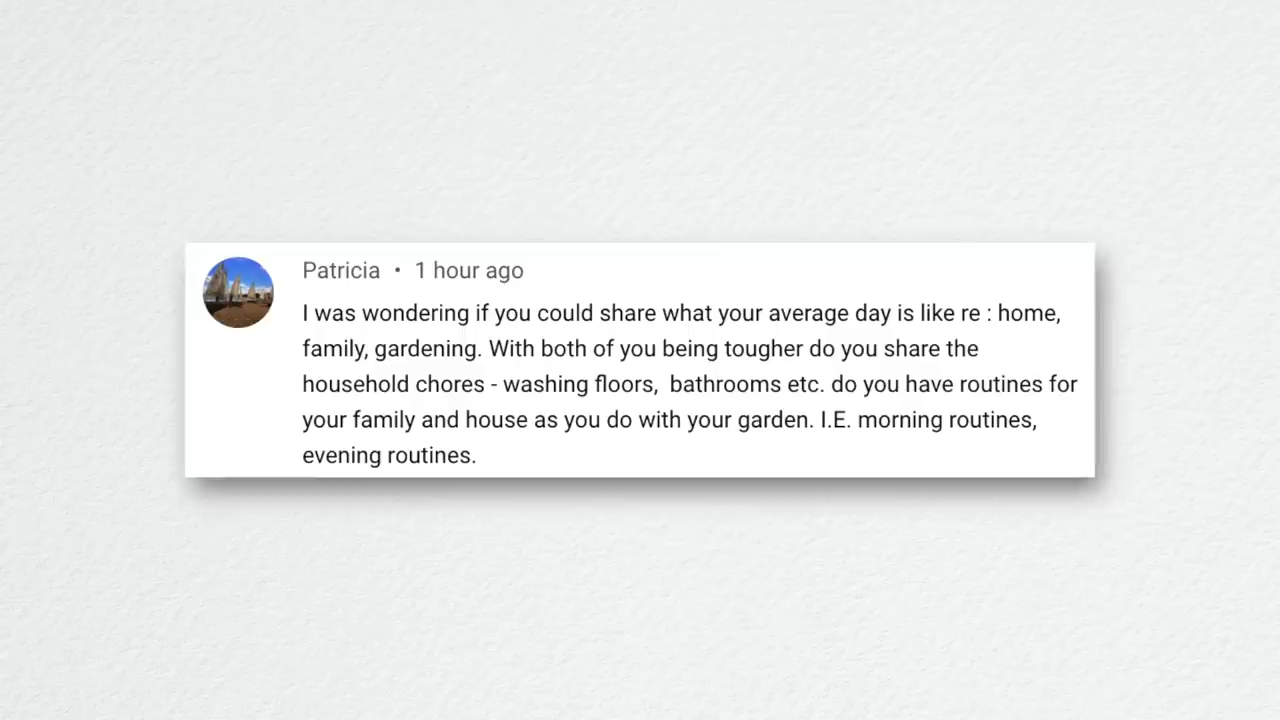 Patricia • 1 hour ago
I was wondering if you could share what your average day is like re : home,
family, gardening. With both of you being tougher do you share the
household chores - washing floors,  bathrooms etc. do you have routines for
your family and house as you do with your garden. I.E. morning routines,
evening routines.